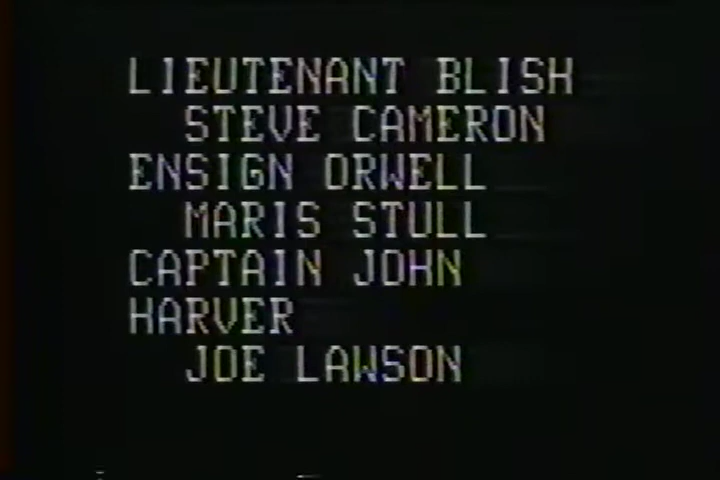 LIEUTENANT BLISH
STEVE CAMERON
ENSIGN ORWELL
MARIS STULL
CAPTAIN JOHN
HARVER
JOE LAWSON